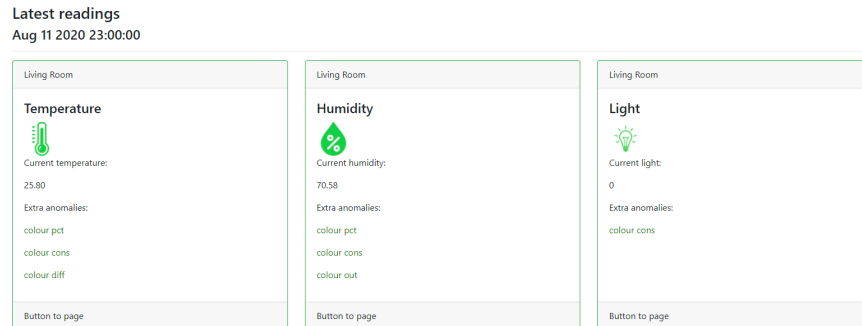 Latest readings
Aug 11 2020 23:00:00
Living Room
Temperature
Current temperature:
25.80
Extra anomalies:
colour pct
colour cons
colour diff
Button to page
Living Room
Humidity
%
Current humidity:
70.58
Extra anomalies:
colour pct
colour cons
colour out
Button to page
Living Room
Light
Current light:
0
Extra anomalies:
colour cons
Button to page